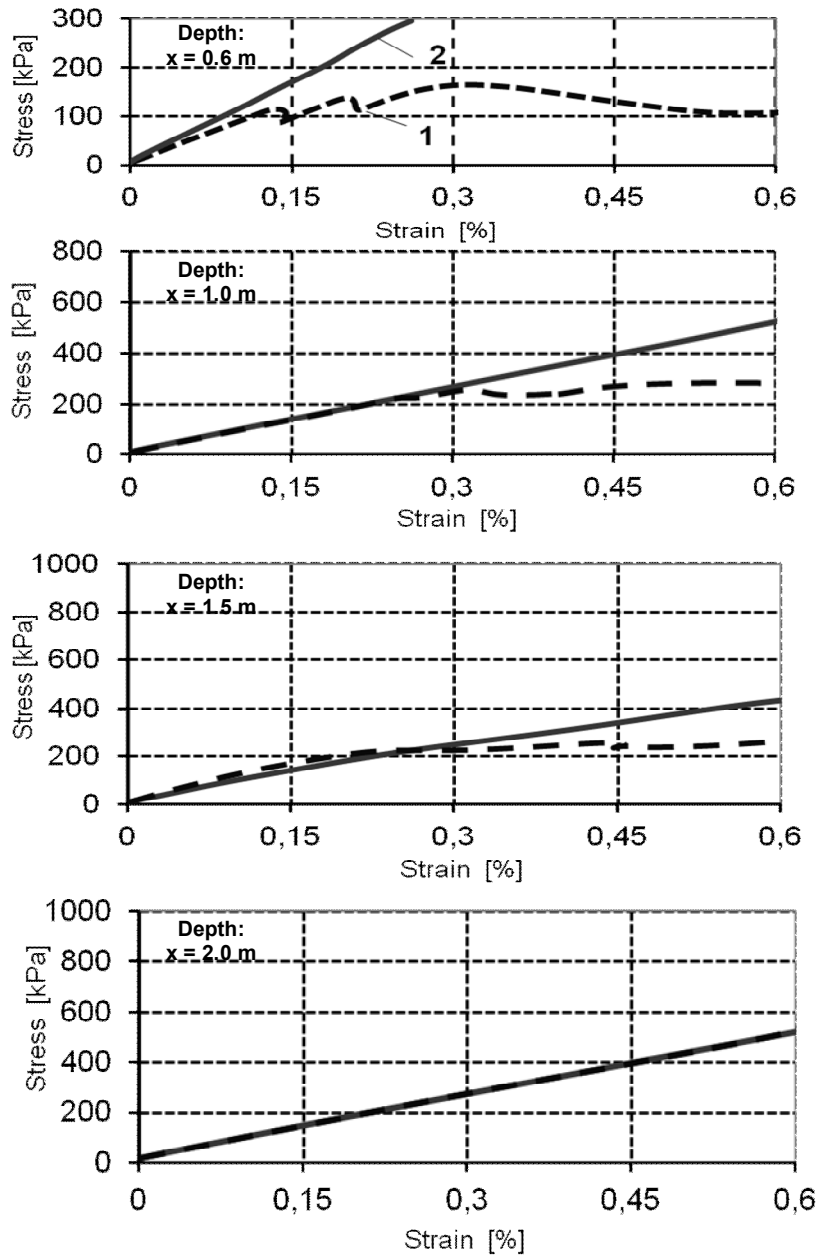 300
200
100
0
Stress [kPa]
Depth:
x = 0.6 m
2
1
0 0,15 0,3 0,45 0,6
Strain [%]
800
600
400
200
0
Stress [kPa]
Depth:
x = 1.0 m
0 0,15 0,3 0,45 0,6
Strain [%]
1000
800
600
400
200
0
Stress [kPa]
Depth:
x = 1.5 m
0 0,15 0,3 0,45 0,6
Strain [%]
1000
800
600
400
200
0
Stress [kPa]
Depth:
x = 2.0 m
0 0,15 0,3 0,45 0,6
Strain [%]